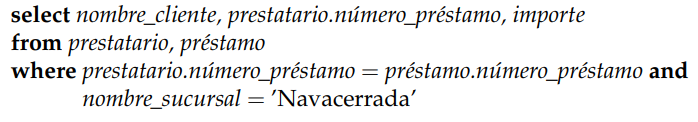 select nombre_cliente, prestatario.número_préstamo, importe
from prestatario, préstamo
where prestatario.número_préstamo = préstamo.número_préstamo and
nombre_sucursal = ’Navacerrada’